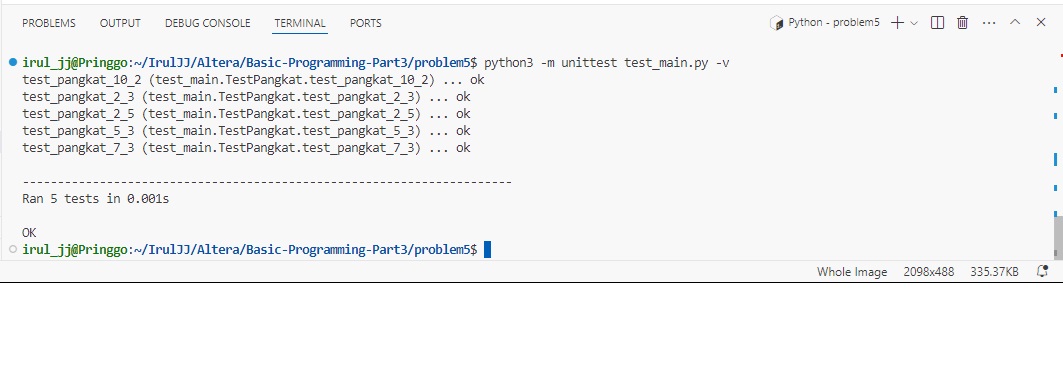 PROBLEMS OUTPUT DEBUG CONSOLE TERMINAL PORTS Python - problem5
irul_jj@Pringgo:~/IrulJJ/Altera/Basic-Programming-Part3/problem5$ python3 -m unittest test_main.py -v
test_pangkat_10_2 (test_main.TestPangkat.test_pangkat_10_2) ... ok
test_pangkat_2_3 (test_main.TestPangkat.test_pangkat_2_3) ... ok
test_pangkat_2_5 (test_main.TestPangkat.test_pangkat_2_5) ... ok
test_pangkat_5_3 (test_main.TestPangkat.test_pangkat_5_3) ... ok
test_pangkat_7_3 (test_main.TestPangkat.test_pangkat_7_3) ... ok
----------------------------------------------------------------------
Ran 5 tests in 0.001s
OK
irul_jj@Pringgo:~/IrulJJ/Altera/Basic-Programming-Part3/problem5$
Whole Image 2098x488 335.37KB